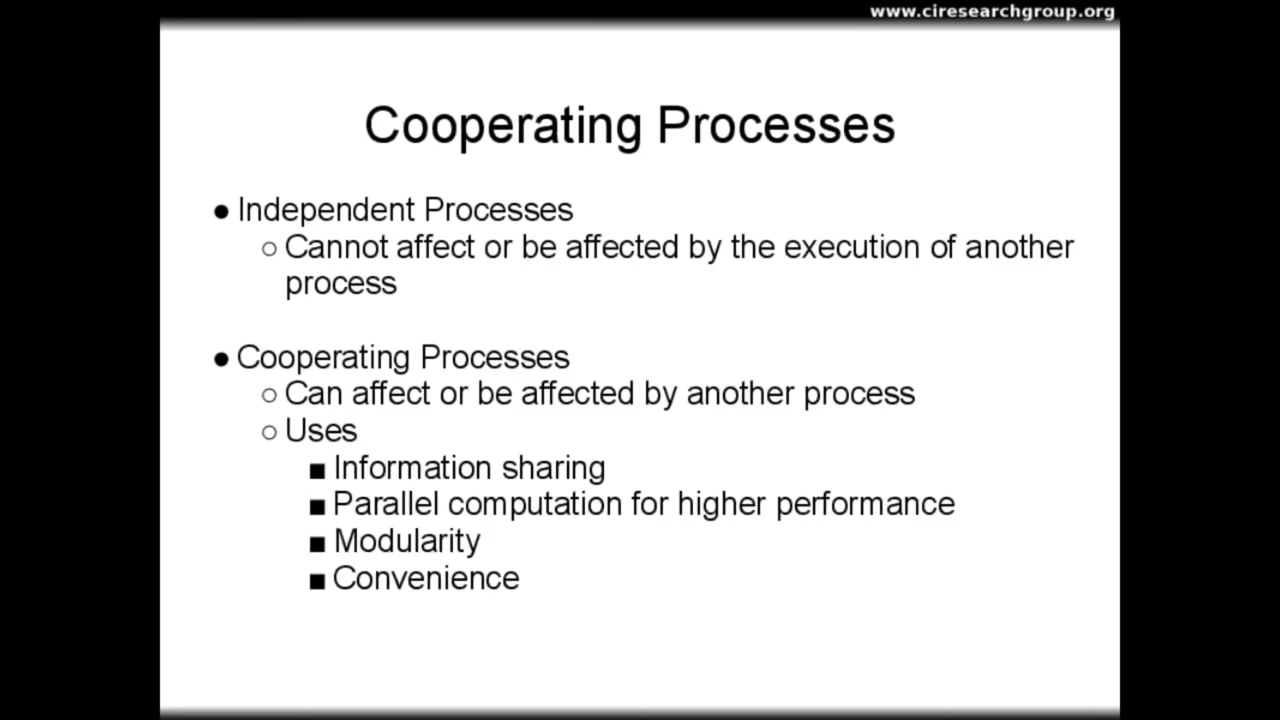 www.ciresearchgroup.org
Cooperating Processes
● Independent Processes
○ Cannot affect or be affected by the execution of another
process
● Cooperating Processes
○ Can affect or be affected by another process
○ Uses
■ Information sharing
■ Parallel computation for higher performance
■ Modularity
■ Convenience